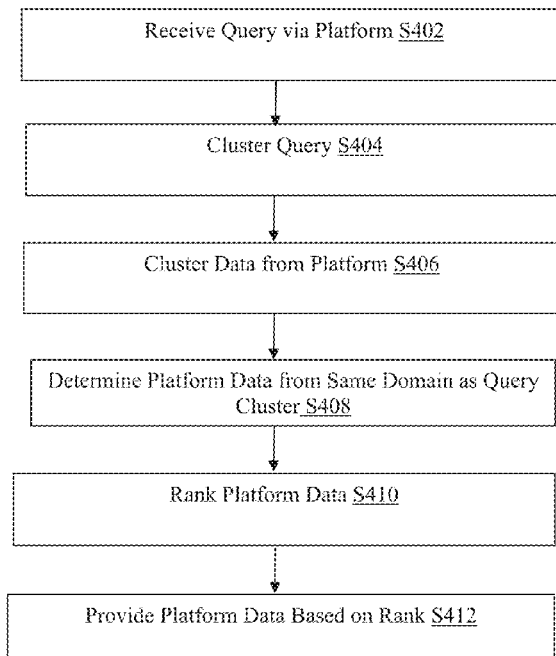 Receive Query via Platform S402
Cluster Query S404
Cluster Data from Platform S406
Determine Platform Data from Same Domain as Query
Cluster S408
Rank Platform Data S410
Provide Platform Data Based on Rank S412